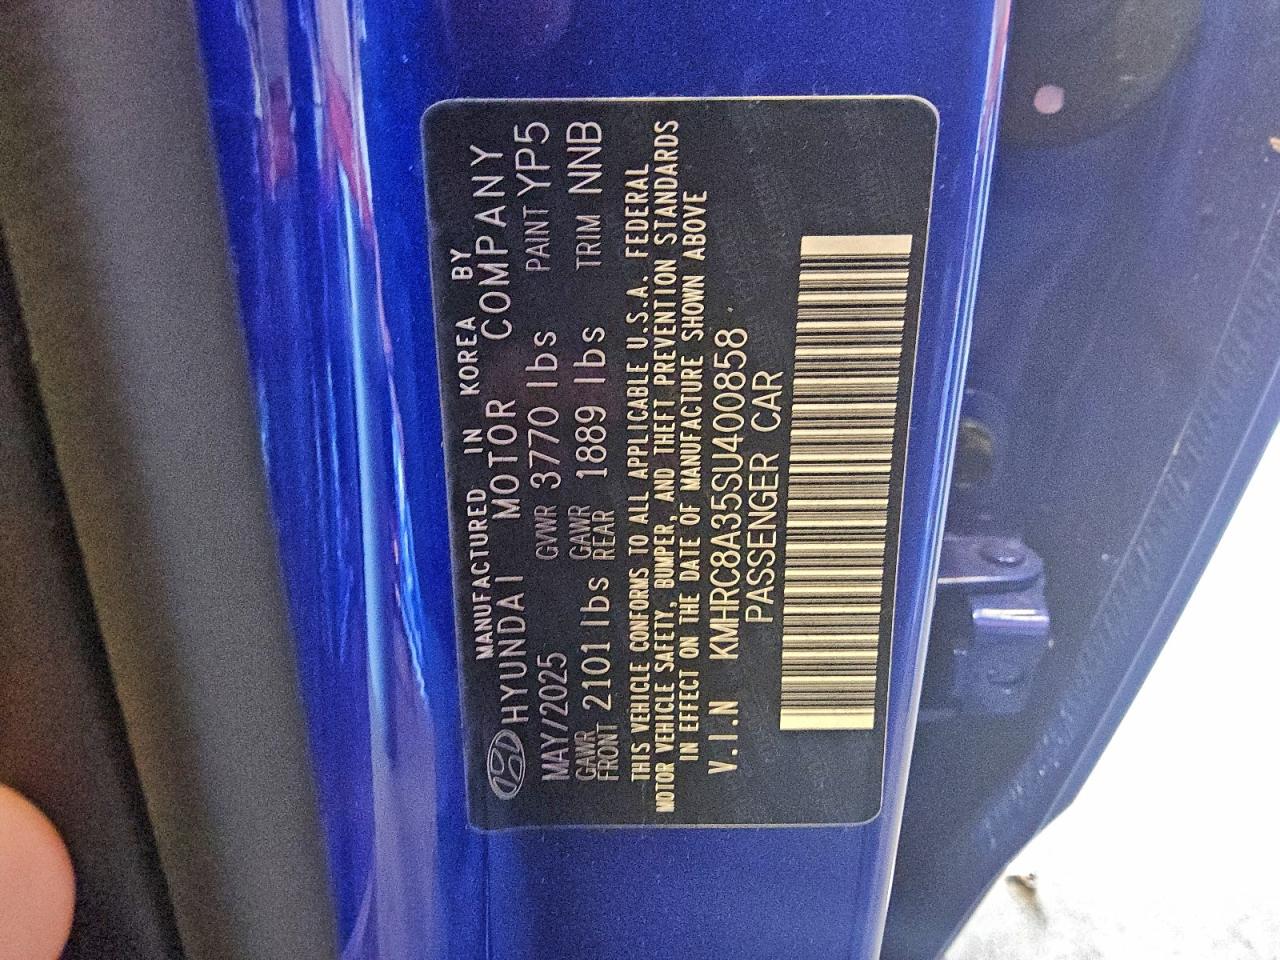 MANUFACTURED IN KOREA BY
HYUNDAI MOTOR COMPANY
MAY/2025 GVWR 3770 lbs PAINT YP5
GAWR FRONT 2101 lbs GAWR REAR 1889 lbs TRIM NNB
THIS VEHICLE CONFORMS TO ALL APPLICABLE U.S.A. FEDERAL
MOTOR VEHICLE SAFETY, BUMPER, AND THEFT PREVENTION STANDARDS
IN EFFECT ON THE DATE OF MANUFACTURE SHOWN ABOVE
V.I.N KMHRC8A35SU400858
PASSENGER CAR